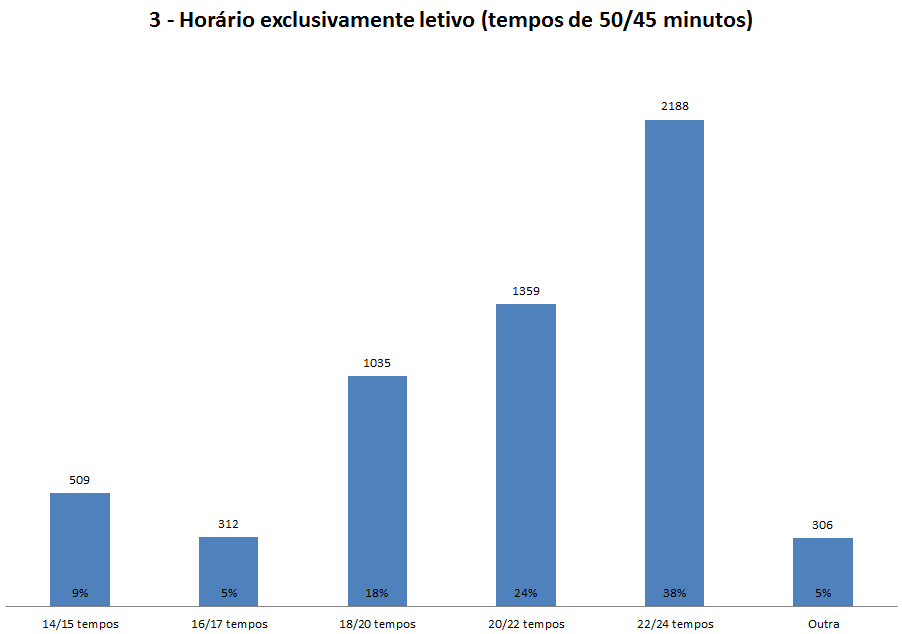 3 - Horário exclusivamente letivo (tempos de 50/45 minutos)
2188
1359
1035
509
312
306
9%
5%
18%
24%
38%
5%
14/15 tempos
16/17 tempos
18/20 tempos
20/22 tempos
22/24 tempos
Outra